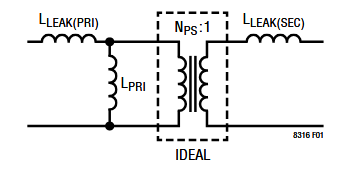 LLEAK(PRI)
NPS:1
LLEAK(SEC)
LPRI
8316 F01
IDEAL